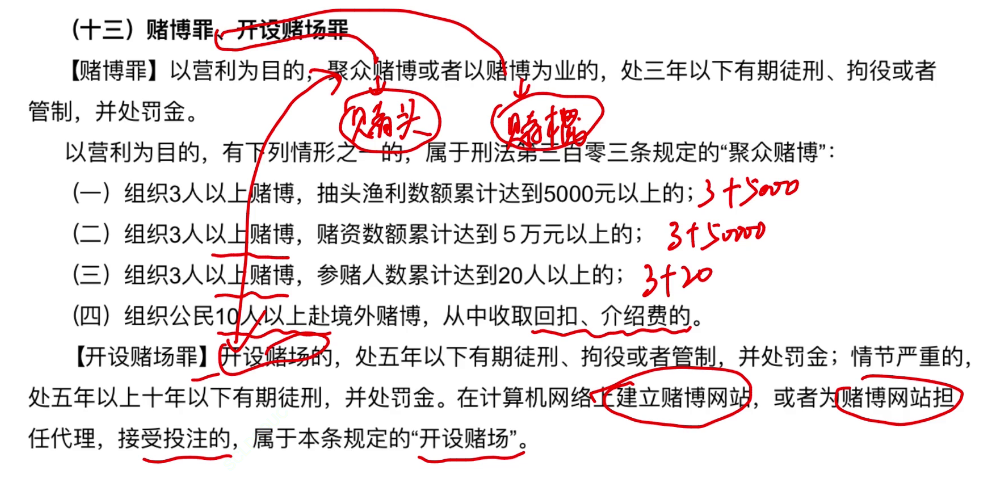 （十三）赌博罪、开设赌场罪
【赌博罪】以营利为目的，聚众赌博或者以赌博为业的，处三年以下有期徒刑、拘役或者
管制，并处罚金。
赌头
赌棍
以营利为目的，有下列情形之一的，属于刑法第三百零三条规定的“聚众赌博”：
（一）组织3人以上赌博，抽头渔利数额累计达到5000元以上的；3+5000
（二）组织3人以上赌博，赌资数额累计达到５万元以上的；3+50000
（三）组织3人以上赌博，参赌人数累计达到20人以上的；3+20
（四）组织公民10人以上赴境外赌博，从中收取回扣、介绍费的。
【开设赌场罪】开设赌场的，处五年以下有期徒刑、拘役或者管制，并处罚金；情节严重的，
处五年以上十年以下有期徒刑，并处罚金。在计算机网络上建立赌博网站，或者为赌博网站担
任代理，接受投注的，属于本条规定的“开设赌场”。